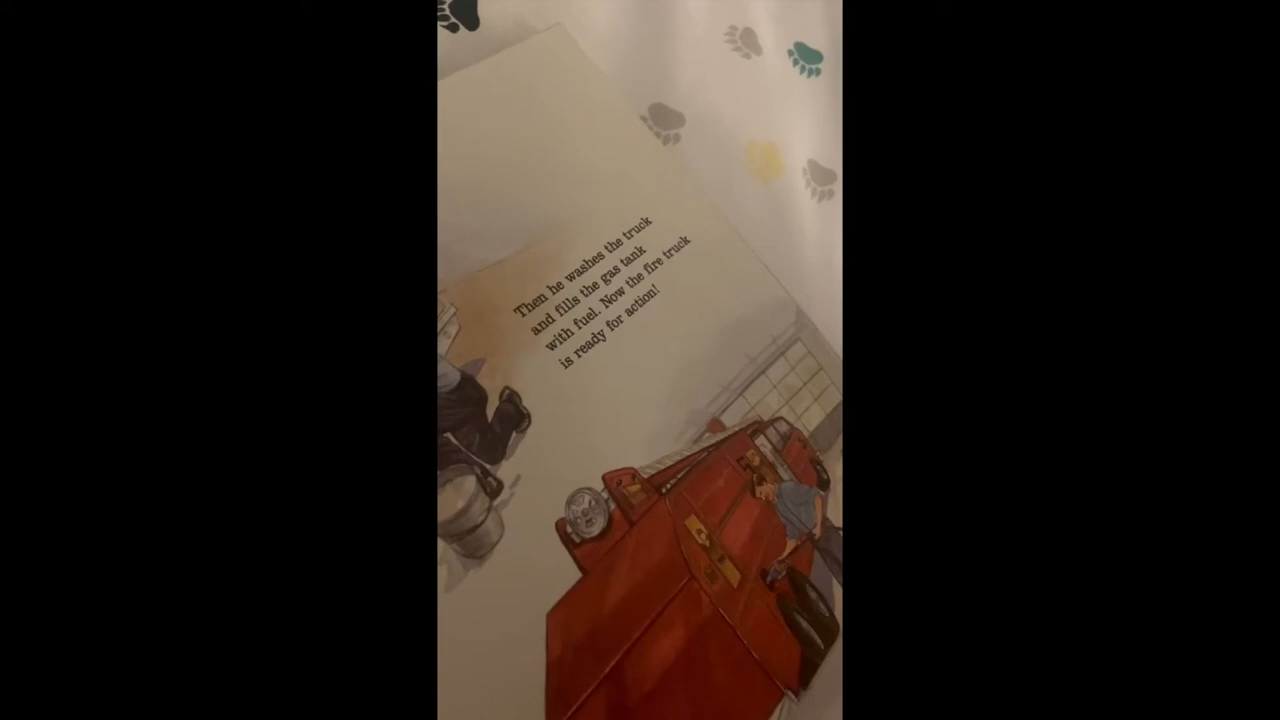 Then he washes the truck
and fills the gas tank
with fuel. Now the fire truck
is ready for action!